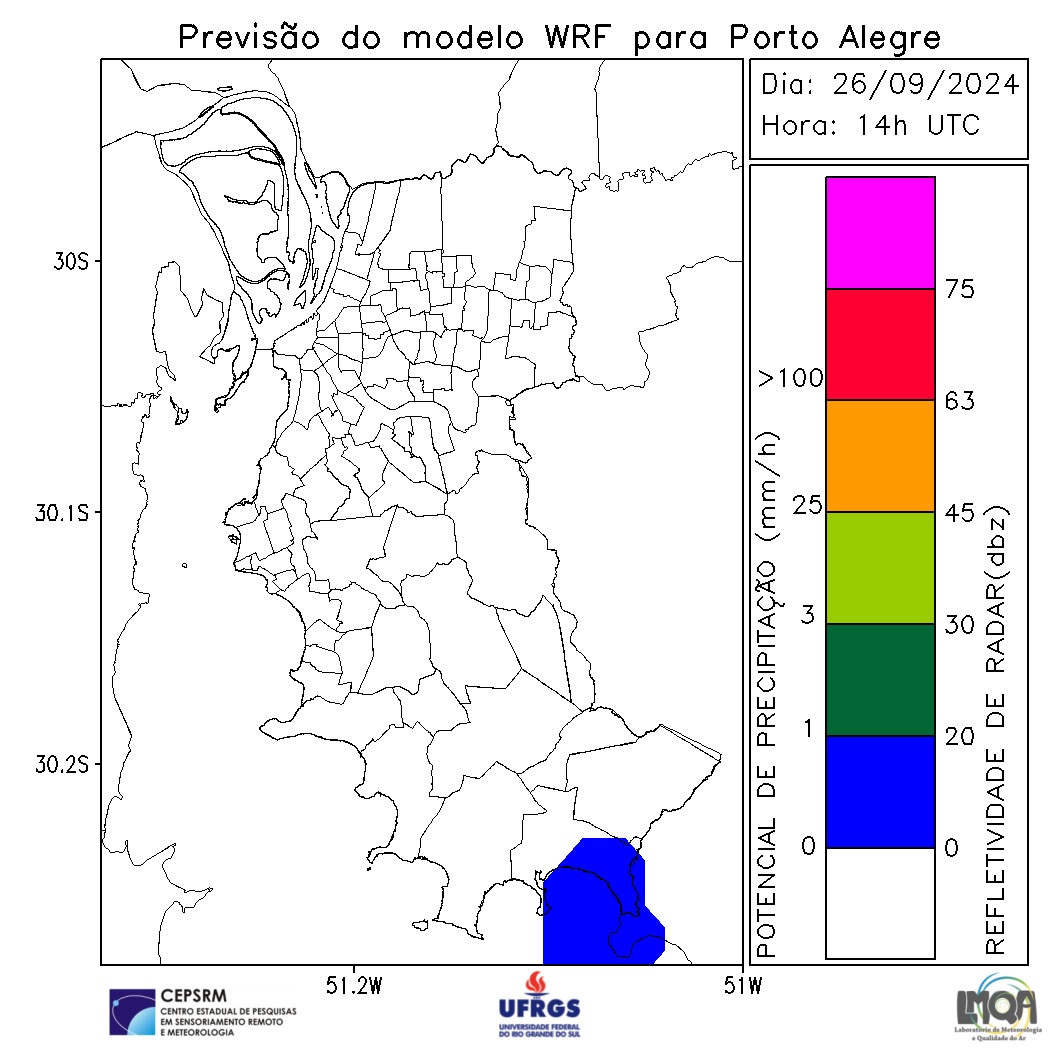 Previsão do modelo WRF para Porto Alegre
Dia: 26/09/2024
Hora: 14h UTC
30S
30.1S
30.2S
51.2W
51W
POTENCIAL DE PRECIPITAÇÃO (mm/h)
>100
25
3
1
0
75
63
45
30
20
0
REFLETIVIDADE DE RADAR(dbz)
CEPSRM
CENTRO ESTADUAL DE PESQUISAS
EM SENSORIAMENTO REMOTO
E METEOROLOGIA
UFRGS
UNIVERSIDADE FEDERAL
DO RIO GRANDE DO SUL
LMQA
Laboratório de Meteorologia
e Qualidade do Ar